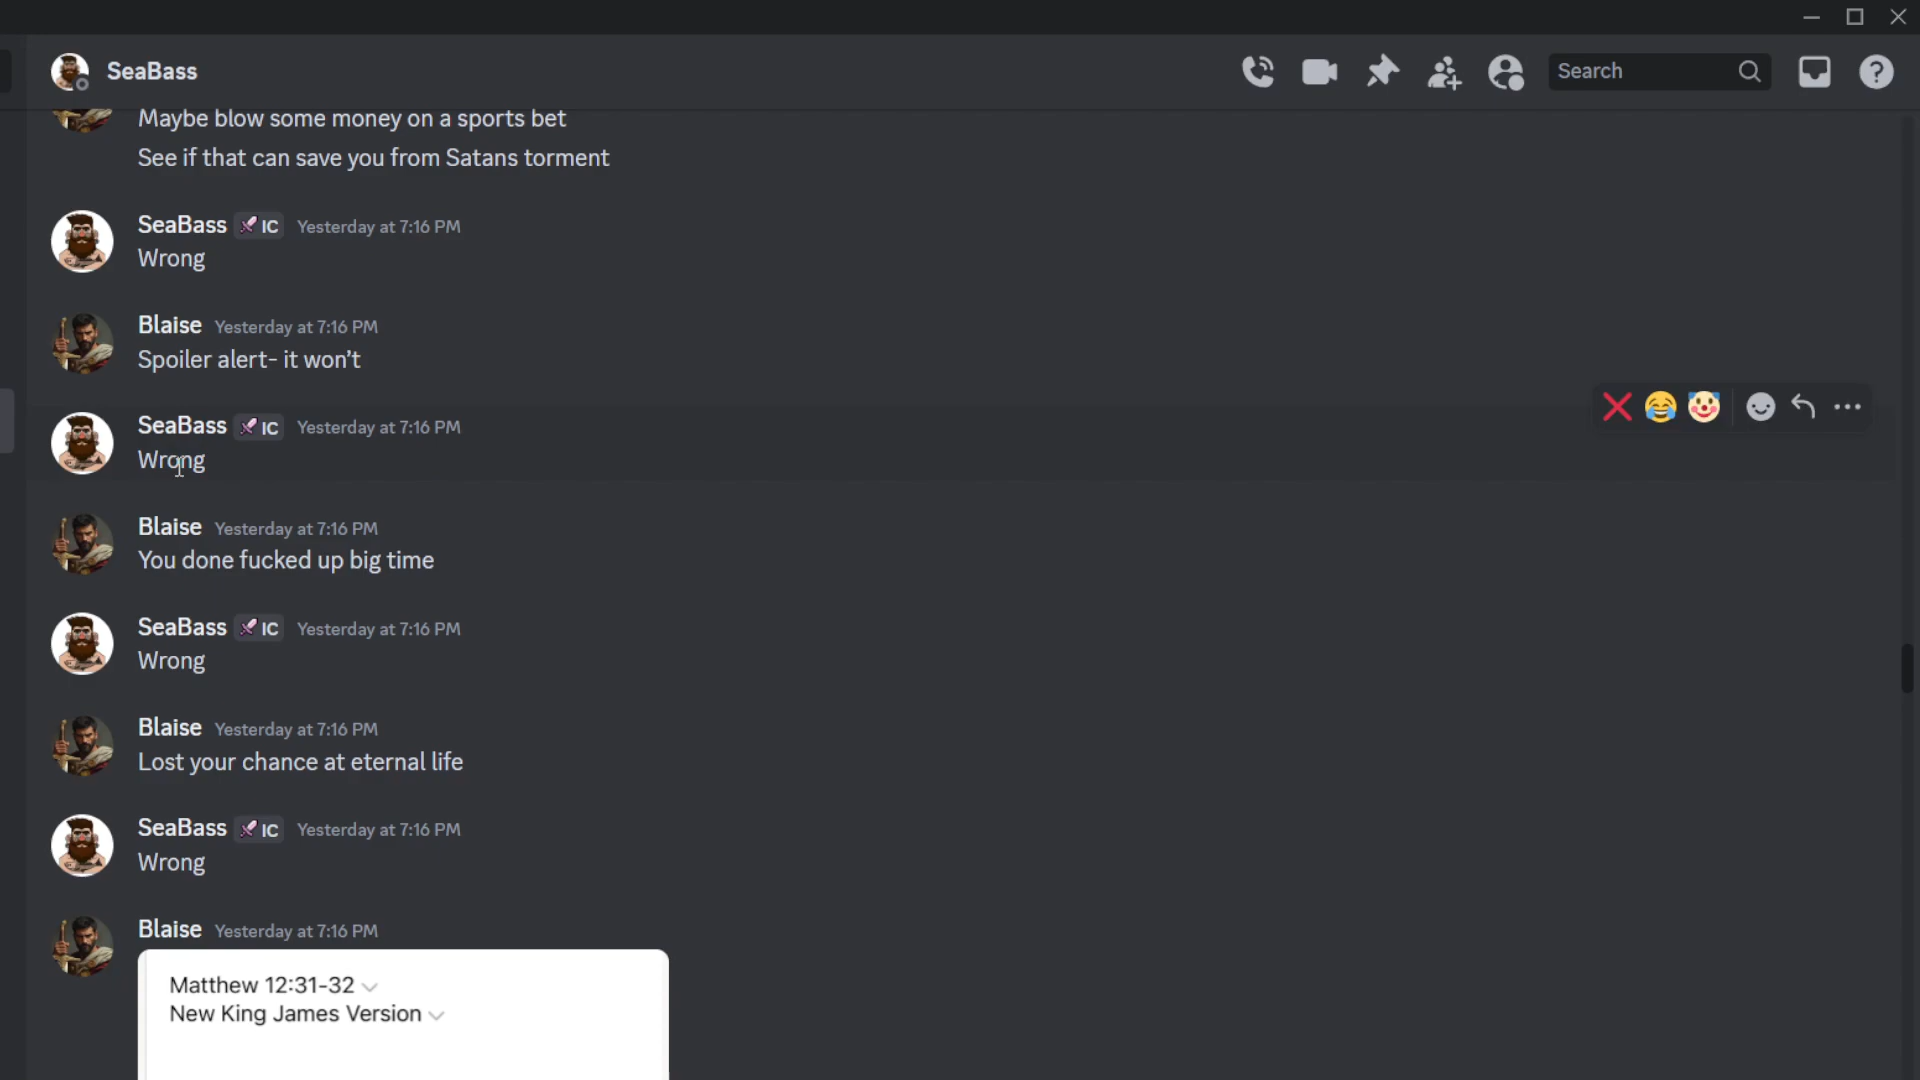 SeaBass
Search
Maybe blow some money on a sports bet
See if that can save you from Satans torment
SeaBass IC Yesterday at 7:16 PM
Wrong
Blaise Yesterday at 7:16 PM
Spoiler alert- it won't
SeaBass IC Yesterday at 7:16 PM
Wrong
Blaise Yesterday at 7:16 PM
You done fucked up big time
SeaBass IC Yesterday at 7:16 PM
Wrong
Blaise Yesterday at 7:16 PM
Lost your chance at eternal life
SeaBass IC Yesterday at 7:16 PM
Wrong
Blaise Yesterday at 7:16 PM
Matthew 12:31-32
New King James Version